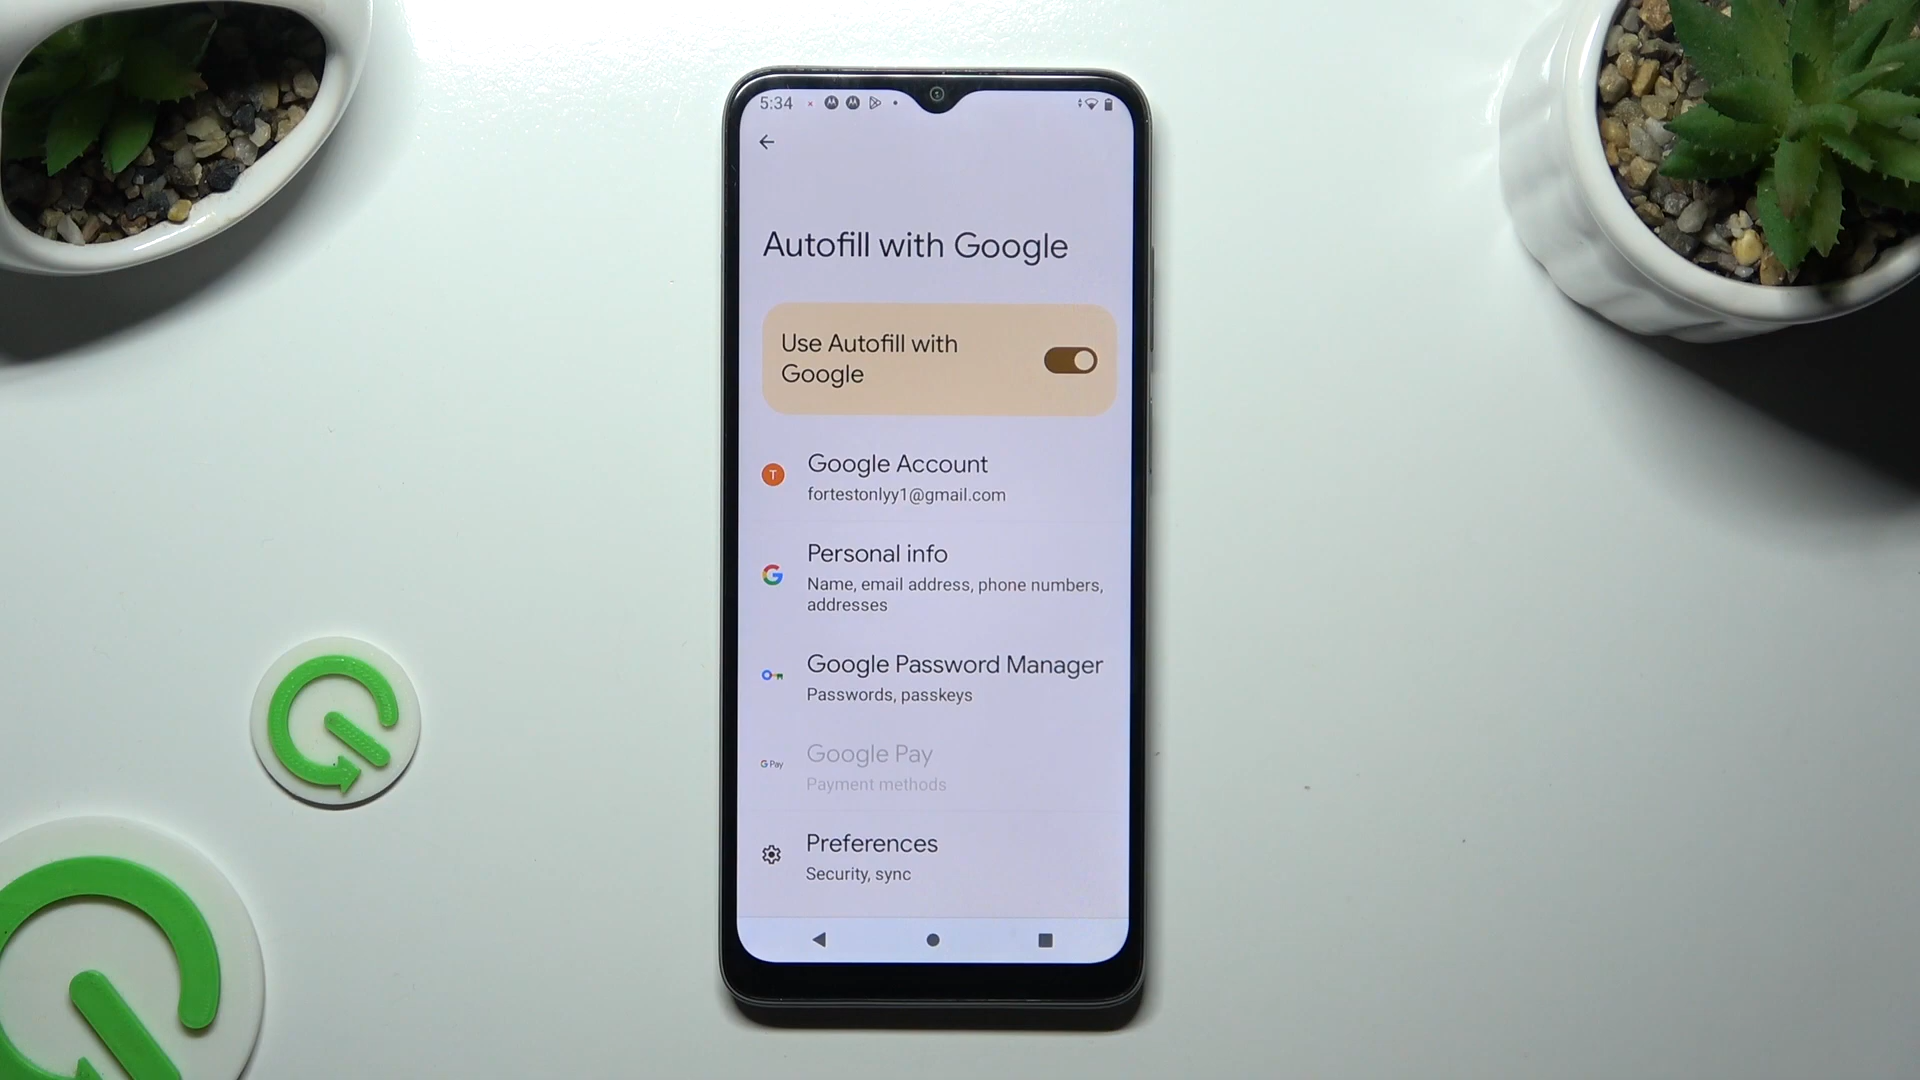 5:34
Autofill with Google
Use Autofill with
Google
T
Google Account
fortestonlyy1@gmail.com
Personal info
Name, email address, phone numbers,
addresses
Google Password Manager
Passwords, passkeys
G Pay
Google Pay
Payment methods
Preferences
Security, sync